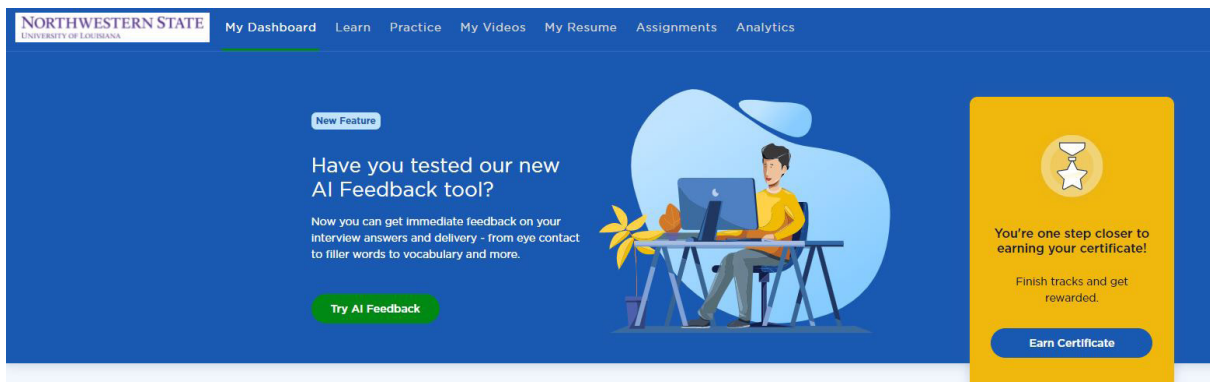 NORTHWESTERN STATE
UNIVERSITY OF LOUISIANA
My Dashboard Learn Practice My Videos My Resume Assignments Analytics
New Feature
Have you tested our new
AI Feedback tool?
Now you can get immediate feedback on your
interview answers and delivery - from eye contact
to filler words to vocabulary and more.
Try AI Feedback
You're one step closer to
earning your certificate!
Finish tracks and get
rewarded.
Earn Certificate